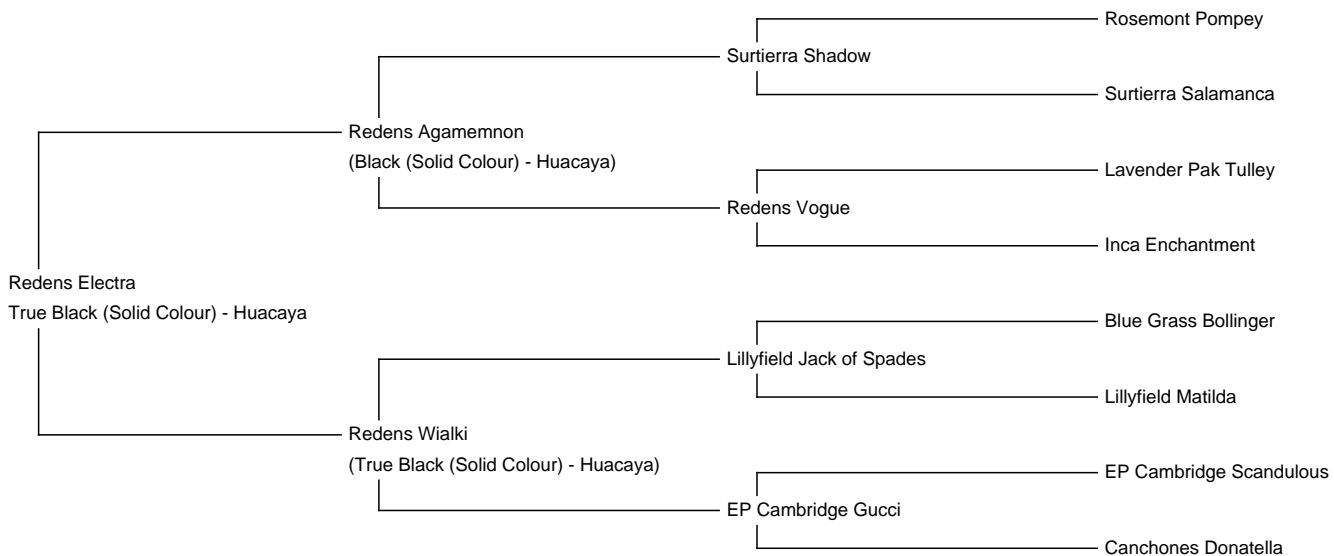 Rosemont Pompey
Surtierra Shadow
Surtierra Salamanca
Redens Agamemnon
(Black (Solid Colour) - Huacaya)
Lavender Pak Tulley
Redens Vogue
Inca Enchantment
Redens Electra
True Black (Solid Colour) - Huacaya
Blue Grass Bollinger
Lillyfield Jack of Spades
Lillyfield Matilda
Redens Wialki
(True Black (Solid Colour) - Huacaya)
EP Cambridge Scandulous
EP Cambridge Gucci
Canchones Donatella